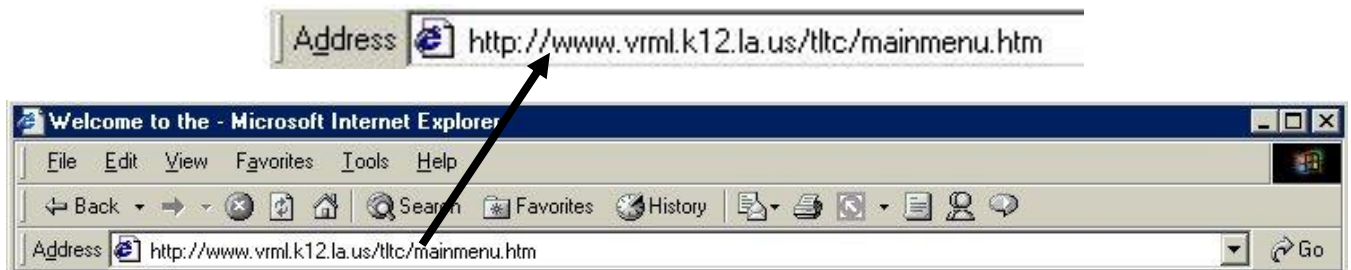 Address http://www.vrml.k12.la.us/tltc/mainmenu.htm
Welcome to the - Microsoft Internet Explorer
File Edit View Favorites Tools Help
Back Search Favorites History
Address http://www.vrml.k12.la.us/tltc/mainmenu.htm Go